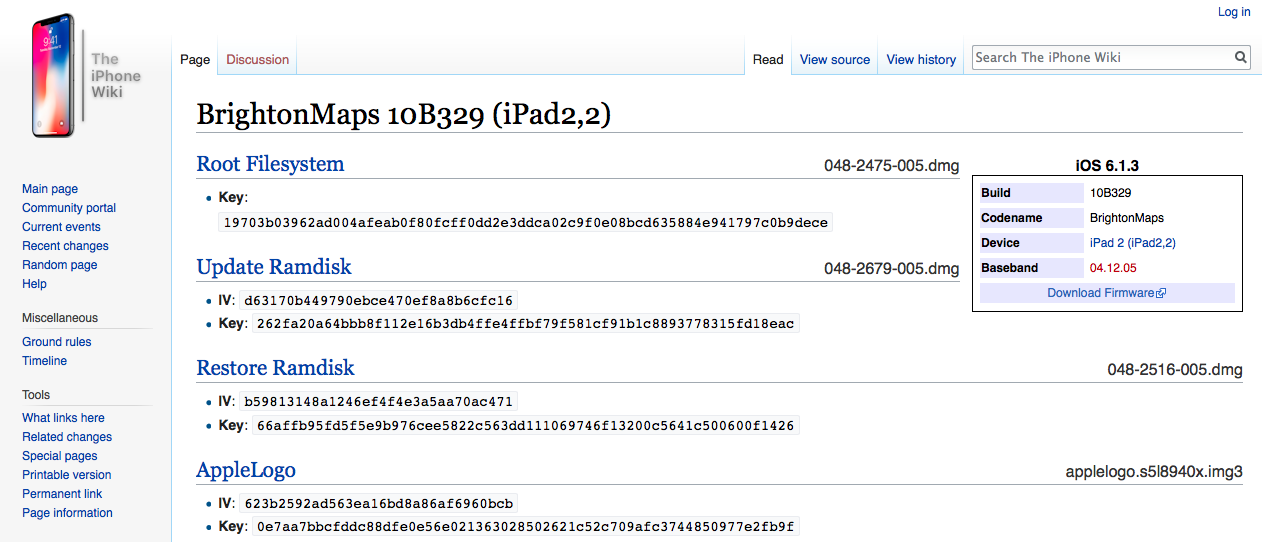 Log in
9:41
The
iPhone
Wiki
Page
Discussion
Read
View source
View history
Search The iPhone Wiki
BrightonMaps 10B329 (iPad2,2)
Root Filesystem
048-2475-005.dmg
Key:
19703b03962ad004afeab0f80fcff0dd2e3ddca02c9f0e08bcd635884e941797c0b9dece
iOS 6.1.3
Build 10B329
Codename BrightonMaps
Device iPad 2 (iPad2,2)
Baseband 04.12.05
Download Firmware
Update Ramdisk
048-2679-005.dmg
IV: d63170b449790ebce470ef8a8b6cfc16
Key: 262fa20a64bbb8f112e16b3db4ffe4ffbf79f581cf91b1c8893778315fd18eac
Restore Ramdisk
048-2516-005.dmg
IV: b59813148a1246ef4f4e3a5aa70ac471
Key: 66affb95fd5f5e9b976cee5822c563dd111069746f13200c5641c500600f1426
AppleLogo
applelogo.s5l8940x.img3
IV: 623b2592ad563ea16bd8a86af6960bcb
Key: 0e7aa7bbcfddc88dfe0e56e021363028502621c52c709afc3744850977e2fb9f
Main page
Community portal
Current events
Recent changes
Random page
Help
Miscellaneous
Ground rules
Timeline
Tools
What links here
Related changes
Special pages
Printable version
Permanent link
Page information